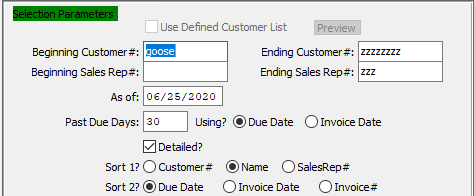 Selection Parameters
Use Defined Customer List Preview
Beginning Customer#: goose Ending Customer#: zzzzzzzz
Beginning Sales Rep#: Ending Sales Rep#: zzz
As of: 06/25/2020
Past Due Days: 30 Using? Due Date Invoice Date
Detailed?
Sort 1? Customer# Name SalesRep#
Sort 2? Due Date Invoice Date Invoice#